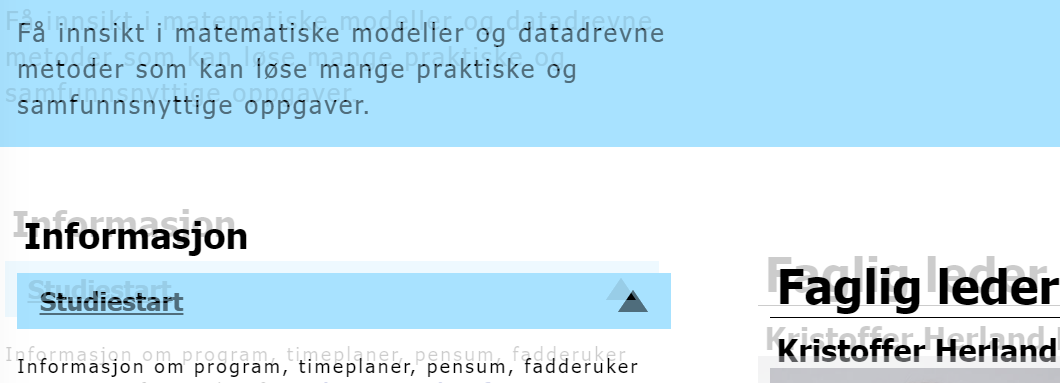 Få innsikt i matematiske modeller og datadrevne
metoder som kan løse mange praktiske og
samfunnsnyttige oppgaver.
Informasjon
Studiestart
Informasjon om program, timeplaner, pensum, fadderuker
Faglig leder
Kristoffer Herland